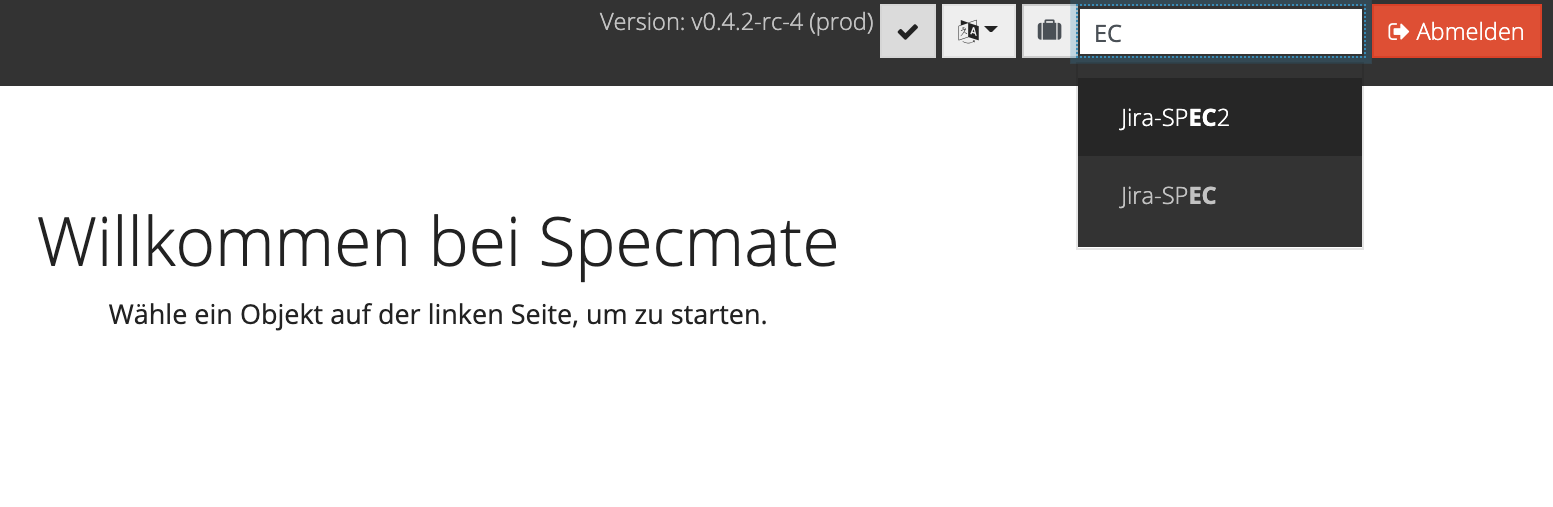 Version: v0.4.2-rc-4 (prod)
EC
Abmelden
Jira-SPEC2
Jira-SPEC
Willkommen bei Specmate
Wähle ein Objekt auf der linken Seite, um zu starten.